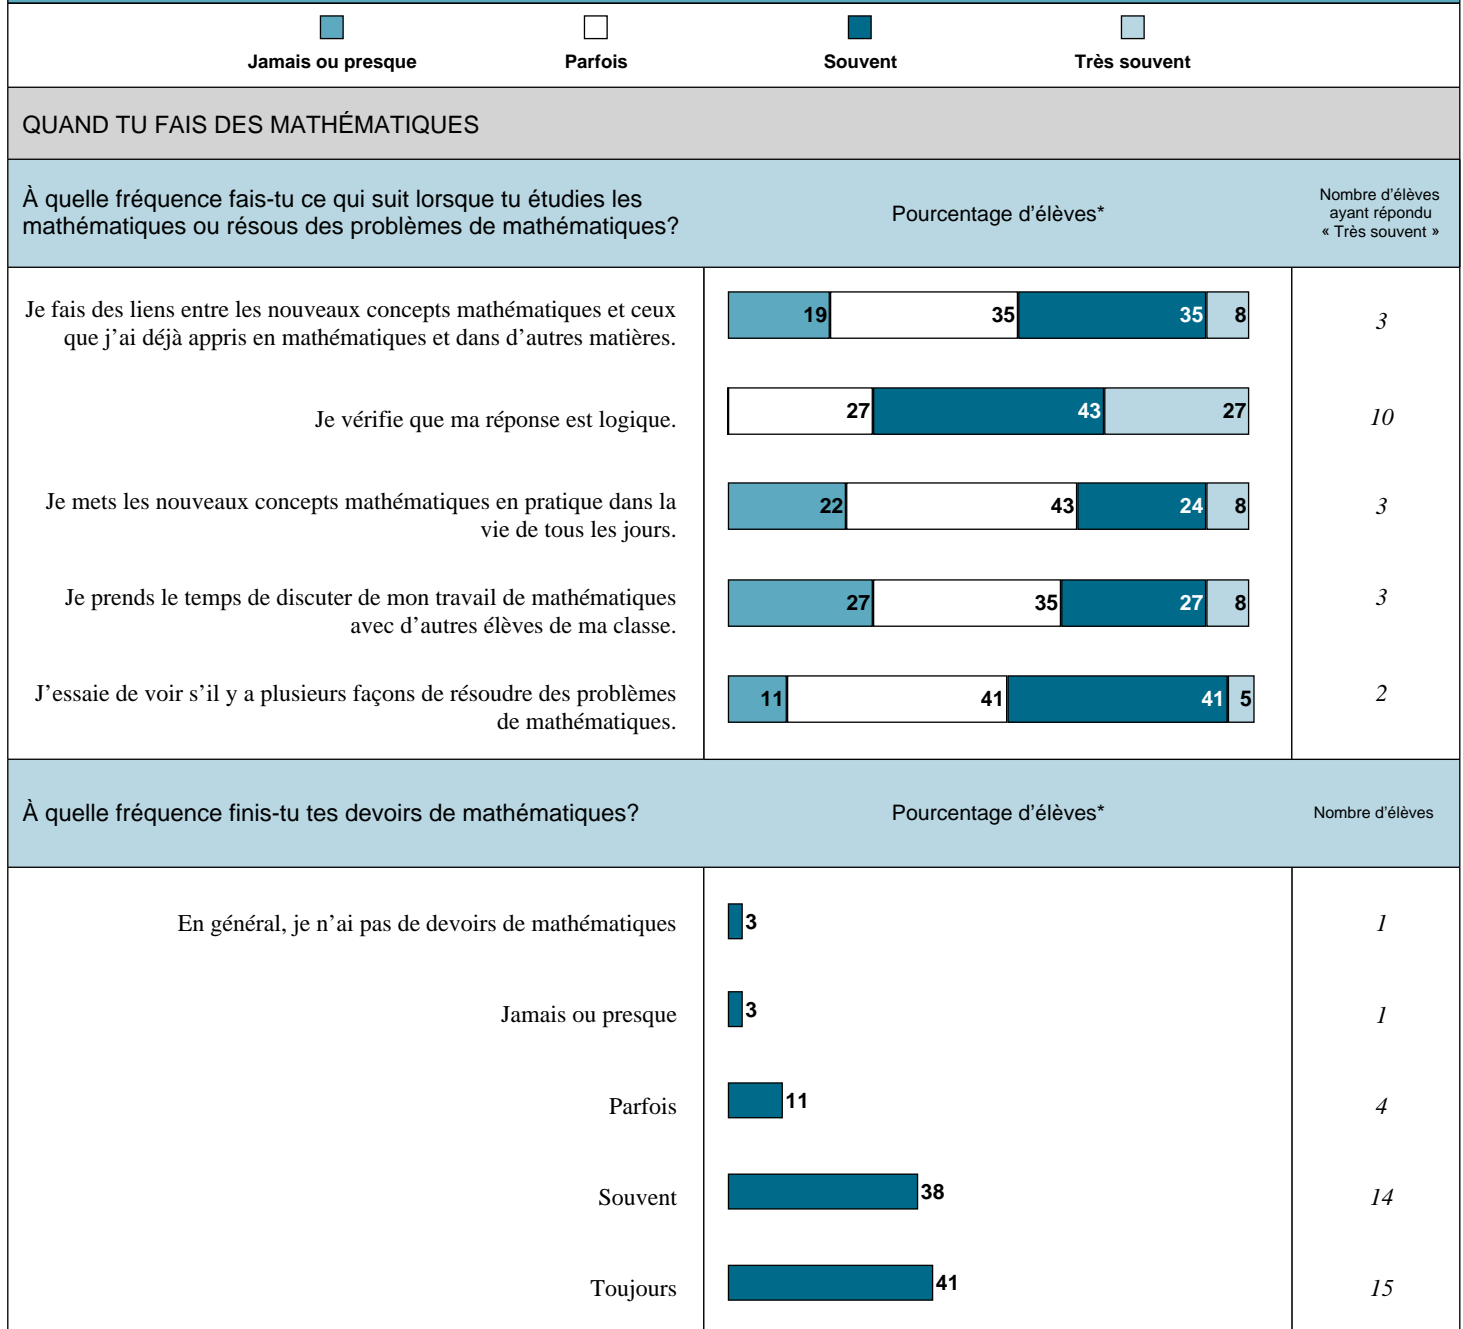 Jamais ou presque
Parfois
Souvent
Très souvent
QUAND TU FAIS DES MATHÉMATIQUES
À quelle fréquence fais-tu ce qui suit lorsque tu étudies les
mathématiques ou résous des problèmes de mathématiques?
Pourcentage d'élèves*
Nombre d'élèves
ayant répondu
« Très souvent »
Je fais des liens entre les nouveaux concepts mathématiques et ceux
que j'ai déjà appris en mathématiques et dans d'autres matières.
19 35 35 8
3
Je vérifie que ma réponse est logique.
27 43 27
10
Je mets les nouveaux concepts mathématiques en pratique dans la
vie de tous les jours.
22 43 24 8
3
Je prends le temps de discuter de mon travail de mathématiques
avec d'autres élèves de ma classe.
27 35 27 8
3
J'essaie de voir s'il y a plusieurs façons de résoudre des problèmes
de mathématiques.
11 41 41 5
2
À quelle fréquence finis-tu tes devoirs de mathématiques?
Pourcentage d'élèves*
Nombre d'élèves
En général, je n'ai pas de devoirs de mathématiques
3
1
Jamais ou presque
3
1
Parfois
11
4
Souvent
38
14
Toujours
41
15